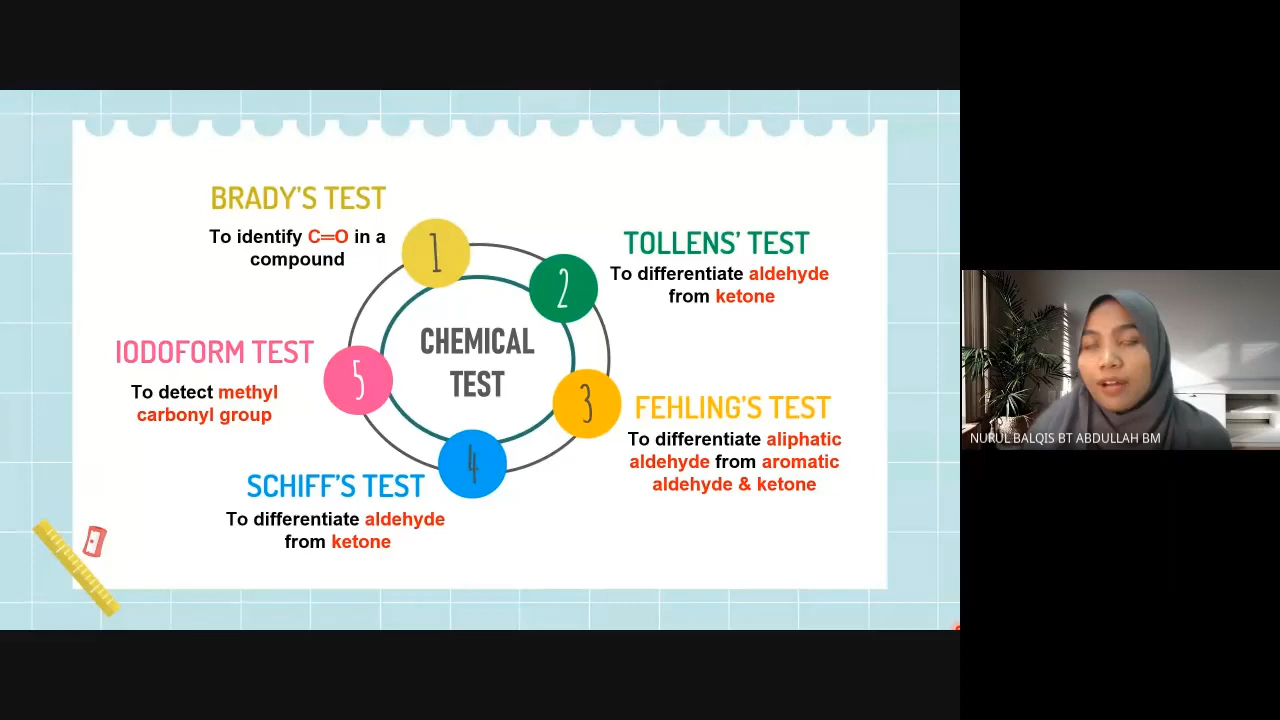 BRADY'S TEST
To identify C=O in a
compound
1
TOLLENS' TEST
To differentiate aldehyde
from ketone
2
CHEMICAL
TEST
FEHLING'S TEST
To differentiate aliphatic
aldehyde from aromatic
aldehyde & ketone
3
SCHIFF'S TEST
To differentiate aldehyde
from ketone
4
IODOFORM TEST
To detect methyl
carbonyl group
5
NURUL BALQIS BT ABDULLAH BM